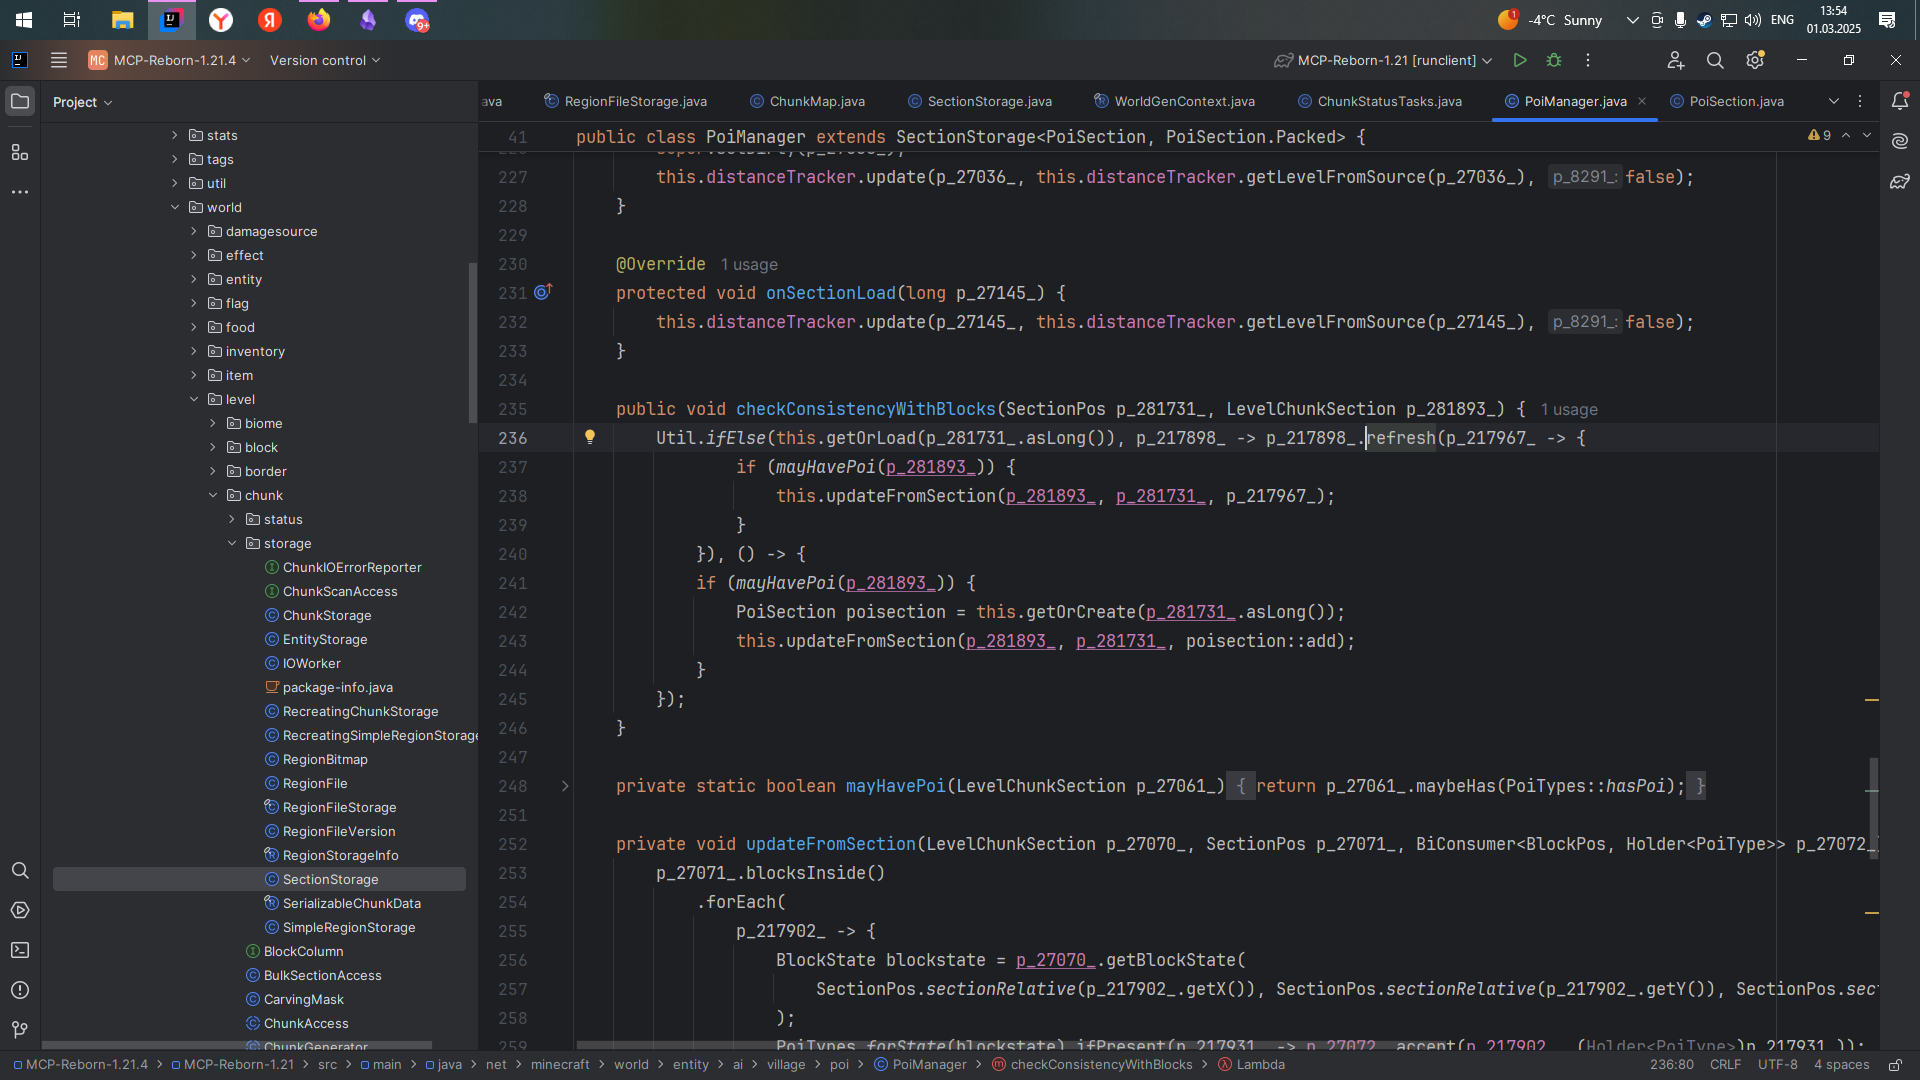 9+
1
-4°C Sunny
ENG
13:54
01.03.2025
MC MCP-Reborn-1.21.4
Version control
MCP-Reborn-1.21 [runclient]
Project
ava
RegionFileStorage.java
ChunkMap.java
SectionStorage.java
WorldGenContext.java
ChunkStatusTasks.java
PoiManager.java
PoiSection.java
stats
tags
util
world
damagesource
effect
entity
flag
food
inventory
item
level
biome
block
border
chunk
status
storage
ChunkIOErrorReporter
ChunkScanAccess
ChunkStorage
EntityStorage
IOWorker
package-info.java
RecreatingChunkStorage
RecreatingSimpleRegionStorage
RegionBitmap
RegionFile
RegionFileStorage
RegionFileVersion
RegionStorageInfo
SectionStorage
SerializableChunkData
SimpleRegionStorage
BlockColumn
BulkSectionAccess
CarvingMask
ChunkAccess
ChunkGenerator
41 public class PoiManager extends SectionStorage<PoiSection, PoiSection.Packed> {
9
227 this.distanceTracker.update(p_27036_, this.distanceTracker.getLevelFromSource(p_27036_), p_8291_: false);
228 }
229
230 @Override 1 usage
231 protected void onSectionLoad(long p_27145_) {
232 this.distanceTracker.update(p_27145_, this.distanceTracker.getLevelFromSource(p_27145_), p_8291_: false);
233 }
234
235 public void checkConsistencyWithBlocks(SectionPos p_281731_, LevelChunkSection p_281893_) { 1 usage
236 Util.ifElse(this.getOrLoad(p_281731_.asLong()), p_217898_ -> p_217898_.refresh(p_217967_ -> {
237 if (mayHavePoi(p_281893_)) {
238 this.updateFromSection(p_281893_, p_281731_, p_217967_);
239 }
240 }), () -> {
241 if (mayHavePoi(p_281893_)) {
242 PoiSection poisection = this.getOrCreate(p_281731_.asLong());
243 this.updateFromSection(p_281893_, p_281731_, poisection::add);
244 }
245 });
246 }
247
248 private static boolean mayHavePoi(LevelChunkSection p_27061_) { return p_27061_.maybeHas(PoiTypes::hasPoi); }
251
252 private void updateFromSection(LevelChunkSection p_27070_, SectionPos p_27071_, BiConsumer<BlockPos, Holder<PoiType>> p_27072_
253 p_27071_.blocksInside()
254 .forEach(
255 p_217902_ -> {
256 BlockState blockstate = p_27070_.getBlockState(
257 SectionPos.sectionRelative(p_217902_.getX()), SectionPos.sectionRelative(p_217902_.getY()), SectionPos.sec
258 );
259 PoiTypes.forState(blockstate).ifPresent(p_217931_ -> p_27072_.accept(p_217902_, (Holder<PoiType>)p_217931_));
MCP-Reborn-1.21.4 > MCP-Reborn-1.21 > src > main > java > net > minecraft > world > entity > ai > village > poi > PoiManager > checkConsistencyWithBlocks > Lambda
236:80 CRLF UTF-8 4 spaces